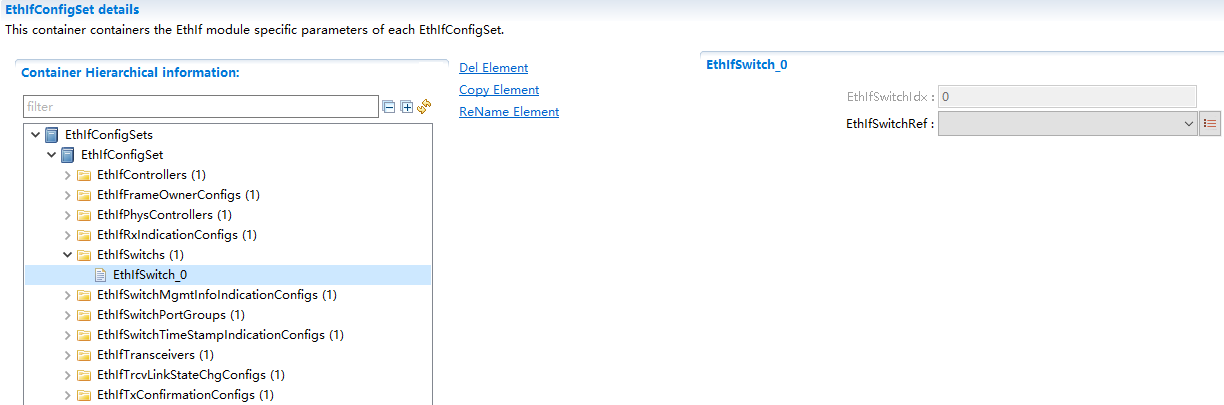 EthIfConfigSet details
This container containers the EthIf module specific parameters of each EthIfConfigSet.
Container Hierarchical information:
filter
EthIfConfigSets
EthIfConfigSet
EthIfControllers (1)
EthIfFrameOwnerConfigs (1)
EthIfPhysControllers (1)
EthIfRxIndicationConfigs (1)
EthIfSwitchs (1)
EthIfSwitch_0
EthIfSwitchMgmtInfoIndicationConfigs (1)
EthIfSwitchPortGroups (1)
EthIfSwitchTimeStampIndicationConfigs (1)
EthIfTransceivers (1)
EthIfTrcvLinkStateChgConfigs (1)
EthIfTxConfirmationConfigs (1)
Del Element
Copy Element
ReName Element
EthIfSwitch_0
EthIfSwitchIdx : 0
EthIfSwitchRef :